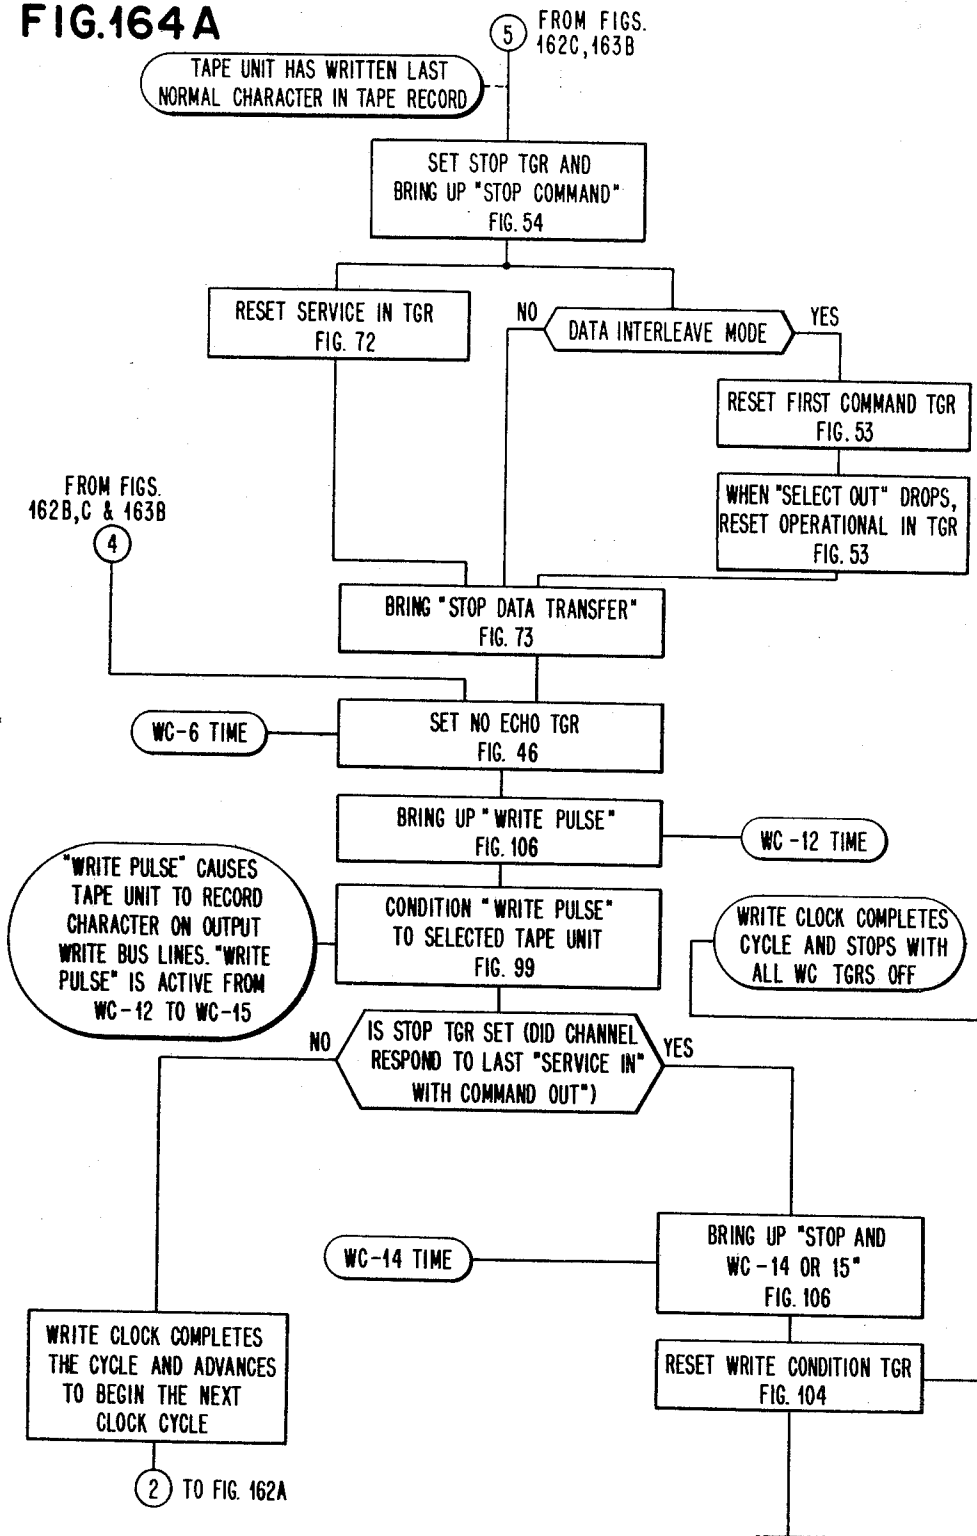 FIG.164A
5
FROM FIGS.
162C,163B
TAPE UNIT HAS WRITTEN LAST
NORMAL CHARACTER IN TAPE RECORD
SET STOP TGR AND
BRING UP "STOP COMMAND"
FIG. 54
RESET SERVICE IN TGR
FIG. 72
NO
DATA INTERLEAVE MODE
YES
RESET FIRST COMMAND TGR
FIG. 53
WHEN "SELECT OUT" DROPS,
RESET OPERATIONAL IN TGR
FIG. 53
FROM FIGS.
162B,C & 163B
4
BRING "STOP DATA TRANSFER"
FIG. 73
WC-6 TIME
SET NO ECHO TGR
FIG. 46
BRING UP "WRITE PULSE"
FIG. 106
WC-12 TIME
"WRITE PULSE" CAUSES
TAPE UNIT TO RECORD
CHARACTER ON OUTPUT
WRITE BUS LINES. "WRITE
PULSE" IS ACTIVE FROM
WC-12 TO WC-15
CONDITION "WRITE PULSE"
TO SELECTED TAPE UNIT
FIG. 99
WRITE CLOCK COMPLETES
CYCLE AND STOPS WITH
ALL WC TGRS OFF
NO
IS STOP TGR SET (DID CHANNEL
RESPOND TO LAST "SERVICE IN"
WITH COMMAND OUT")
YES
WC-14 TIME
BRING UP "STOP AND
WC-14 OR 15"
FIG. 106
WRITE CLOCK COMPLETES
THE CYCLE AND ADVANCES
TO BEGIN THE NEXT
CLOCK CYCLE
RESET WRITE CONDITION TGR
FIG. 104
2
TO FIG. 162A